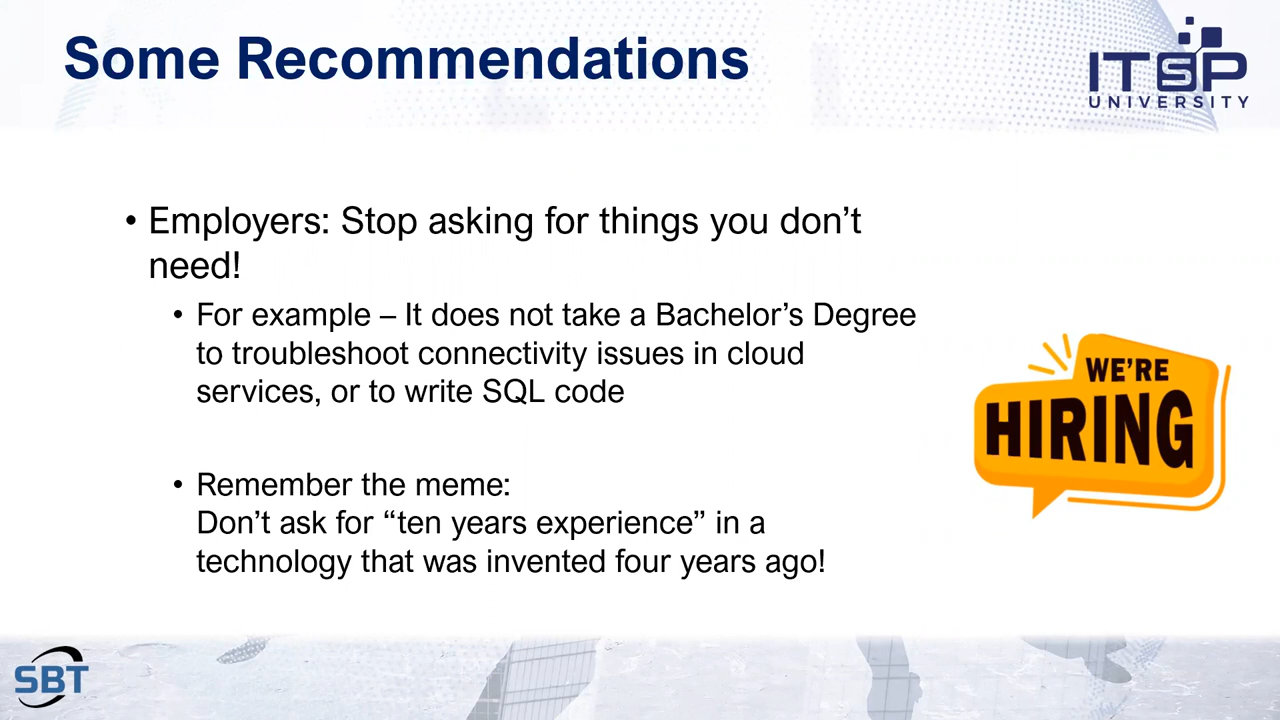 Some Recommendations
ITSP
UNIVERSITY
• Employers: Stop asking for things you don’t
need!
• For example – It does not take a Bachelor’s Degree
to troubleshoot connectivity issues in cloud
services, or to write SQL code
• Remember the meme:
Don’t ask for “ten years experience” in a
technology that was invented four years ago!
WE’RE
HIRING
SBT